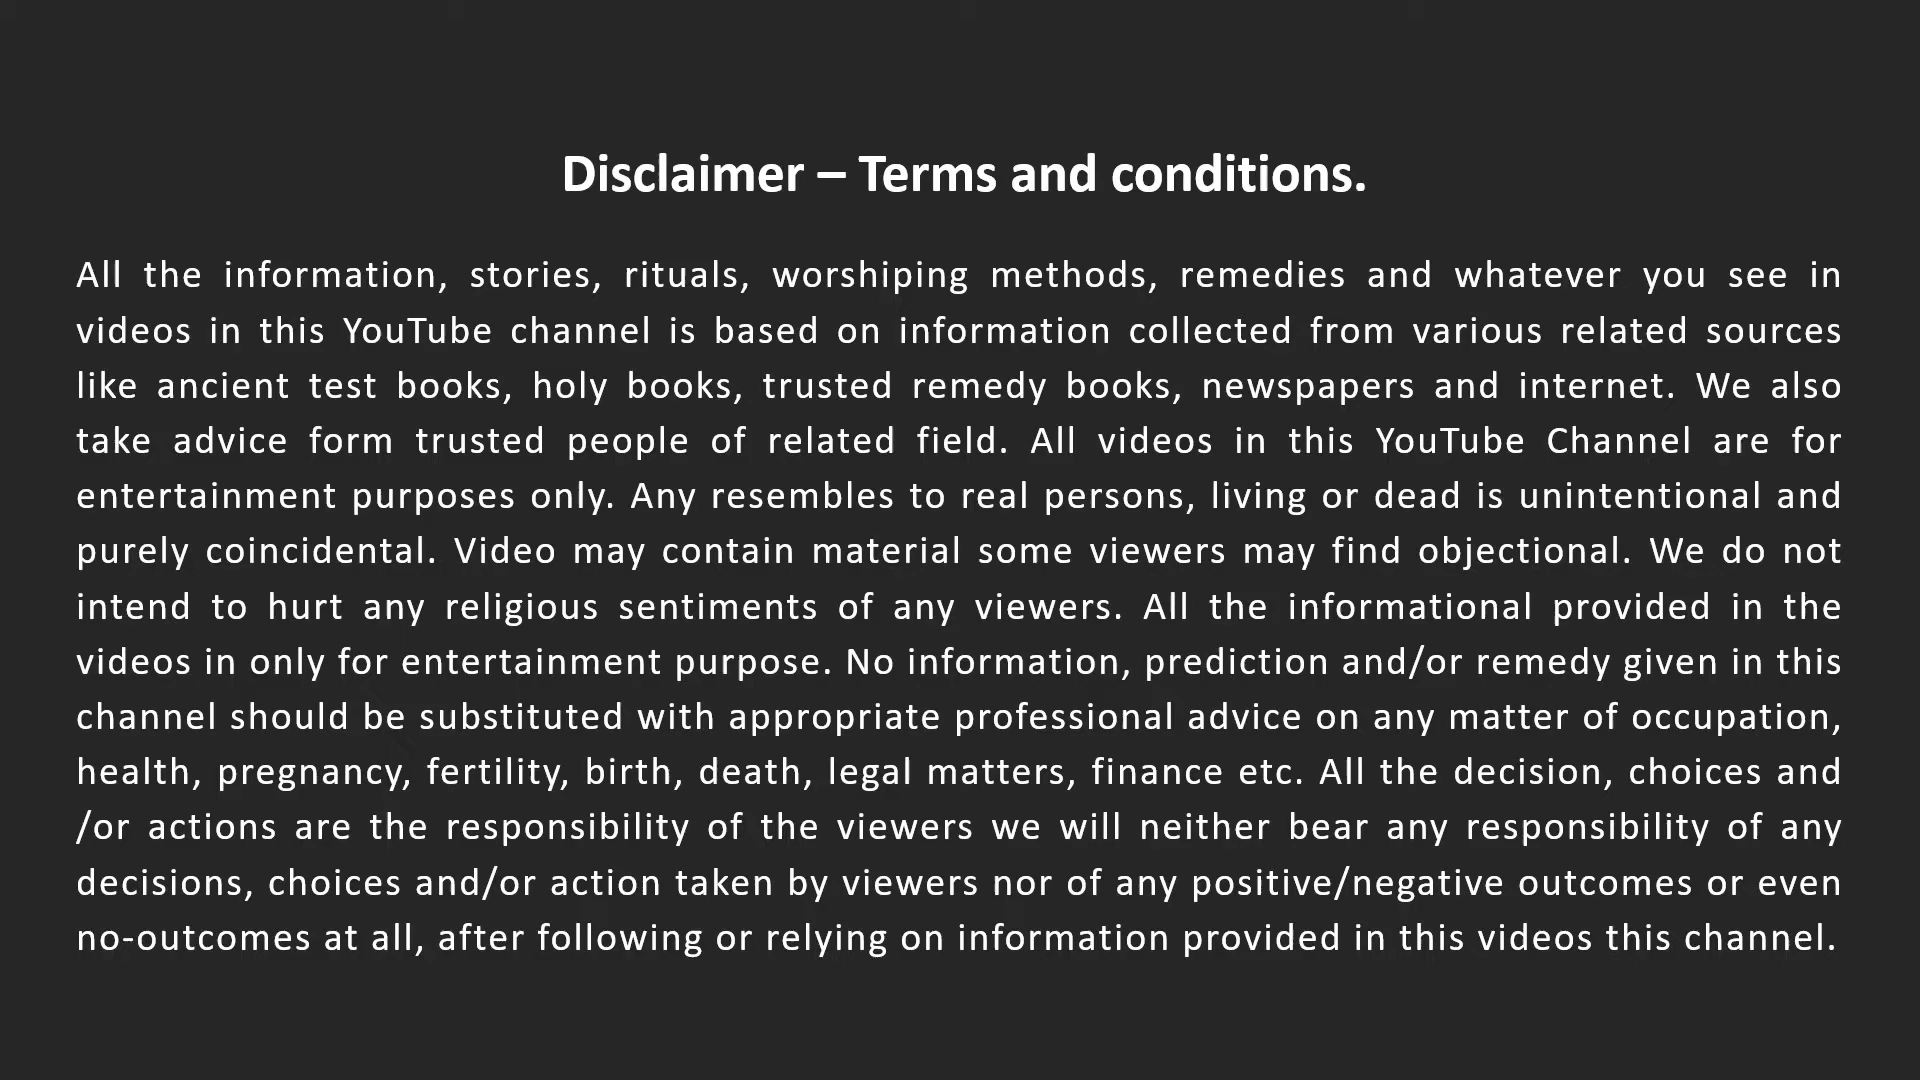 Disclaimer – Terms and conditions.
All the information, stories, rituals, worshiping methods, remedies and whatever you see in
videos in this YouTube channel is based on information collected from various related sources
like ancient test books, holy books, trusted remedy books, newspapers and internet. We also
take advice form trusted people of related field. All videos in this YouTube Channel are for
entertainment purposes only. Any resembles to real persons, living or dead is unintentional and
purely coincidental. Video may contain material some viewers may find objectional. We do not
intend to hurt any religious sentiments of any viewers. All the informational provided in the
videos in only for entertainment purpose. No information, prediction and/or remedy given in this
channel should be substituted with appropriate professional advice on any matter of occupation,
health, pregnancy, fertility, birth, death, legal matters, finance etc. All the decision, choices and
/or actions are the responsibility of the viewers we will neither bear any responsibility of any
decisions, choices and/or action taken by viewers nor of any positive/negative outcomes or even
no-outcomes at all, after following or relying on information provided in this videos this channel.